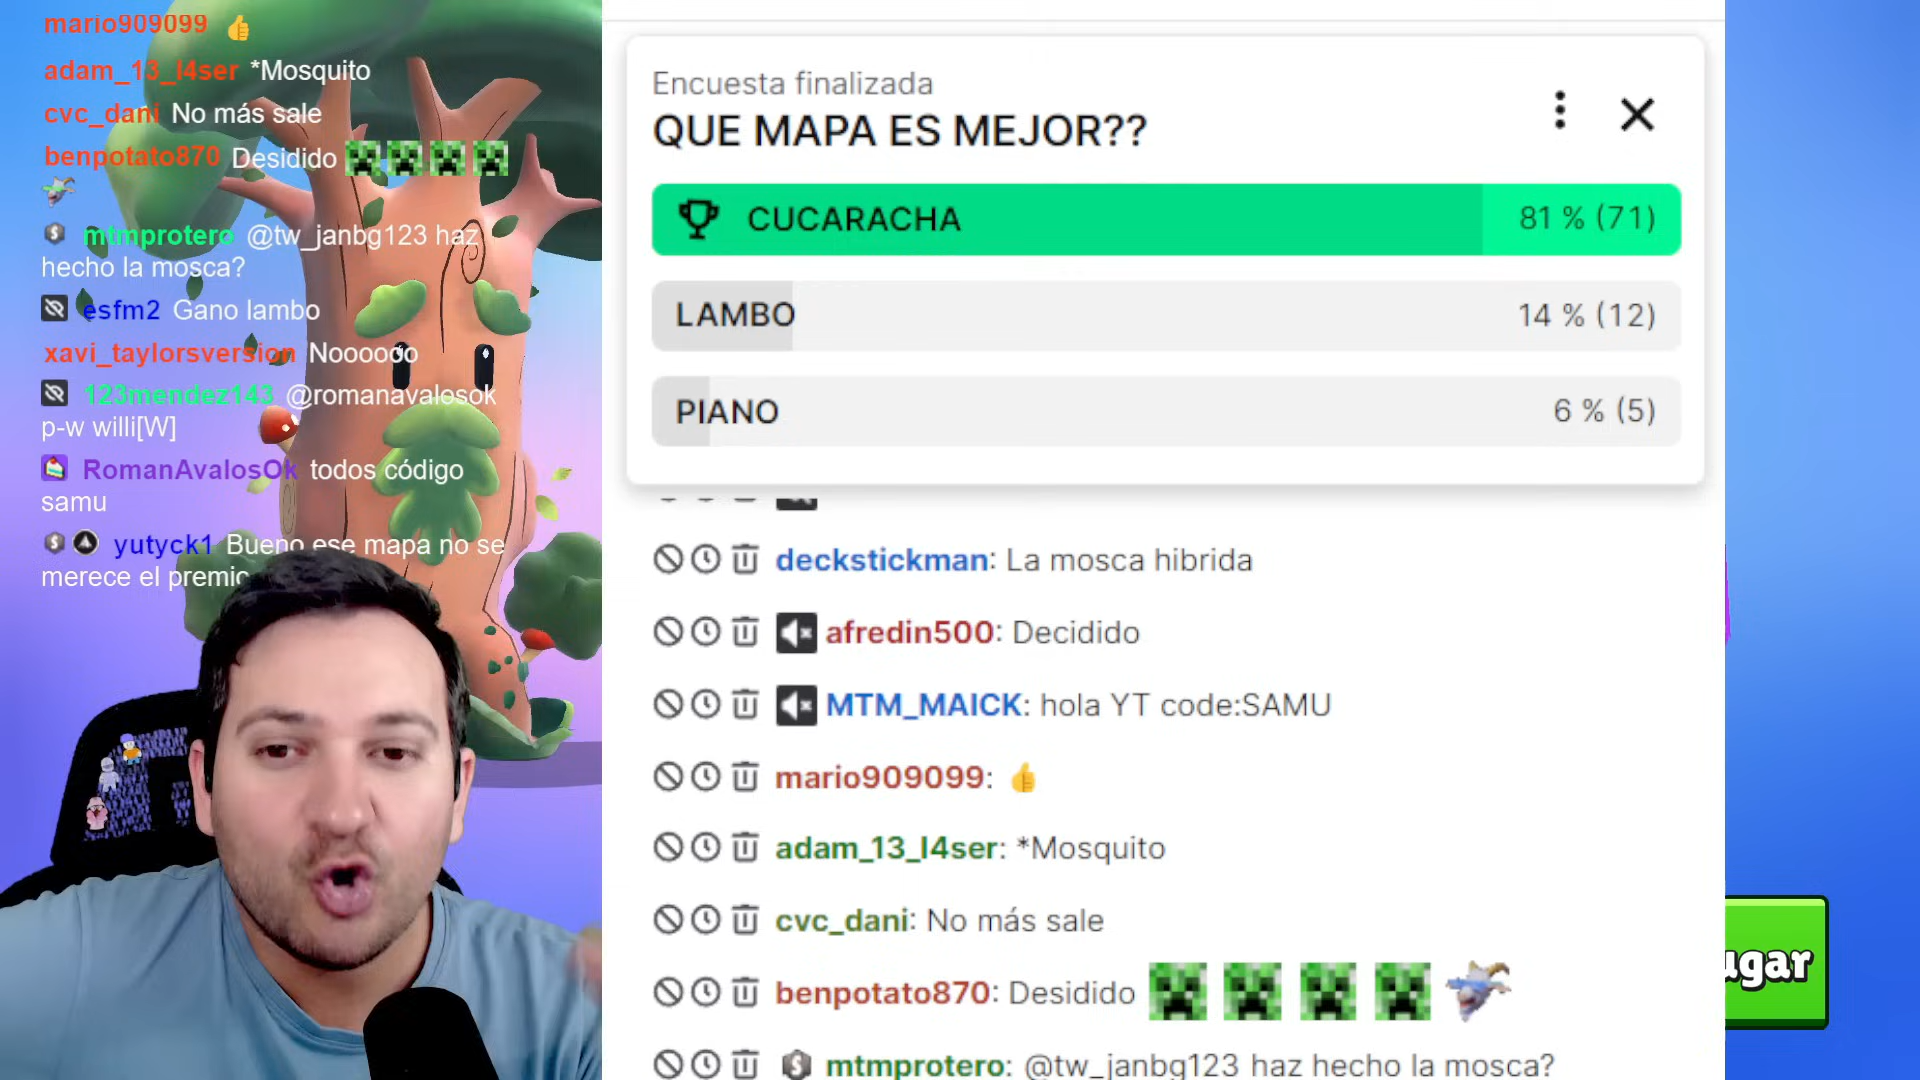 mario909099 👍
adam_13_l4ser *Mosquito
cvc_dani No más sale
benpotato870 Desidido
mtmprotero @tw_janbg123 haz
hecho la mosca?
esfm2 Gano lambo
xavi_taylorsversion Noooooo
123mendez143 @romanavalosok
p-w willi[W]
RomanAvalosOk todos código
samu
yutyck1 Bueno ese mapa no se
merece el premio
Encuesta finalizada
QUE MAPA ES MEJOR??
CUCARACHA 81 % (71)
LAMBO 14 % (12)
PIANO 6 % (5)
deckstickman: La mosca hibrida
afredin500: Decidido
MTM_MAICK: hola YT code:SAMU
mario909099: 👍
adam_13_l4ser: *Mosquito
cvc_dani: No más sale
benpotato870: Desidido
mtmprotero: @tw_janbg123 haz hecho la mosca?
ugar